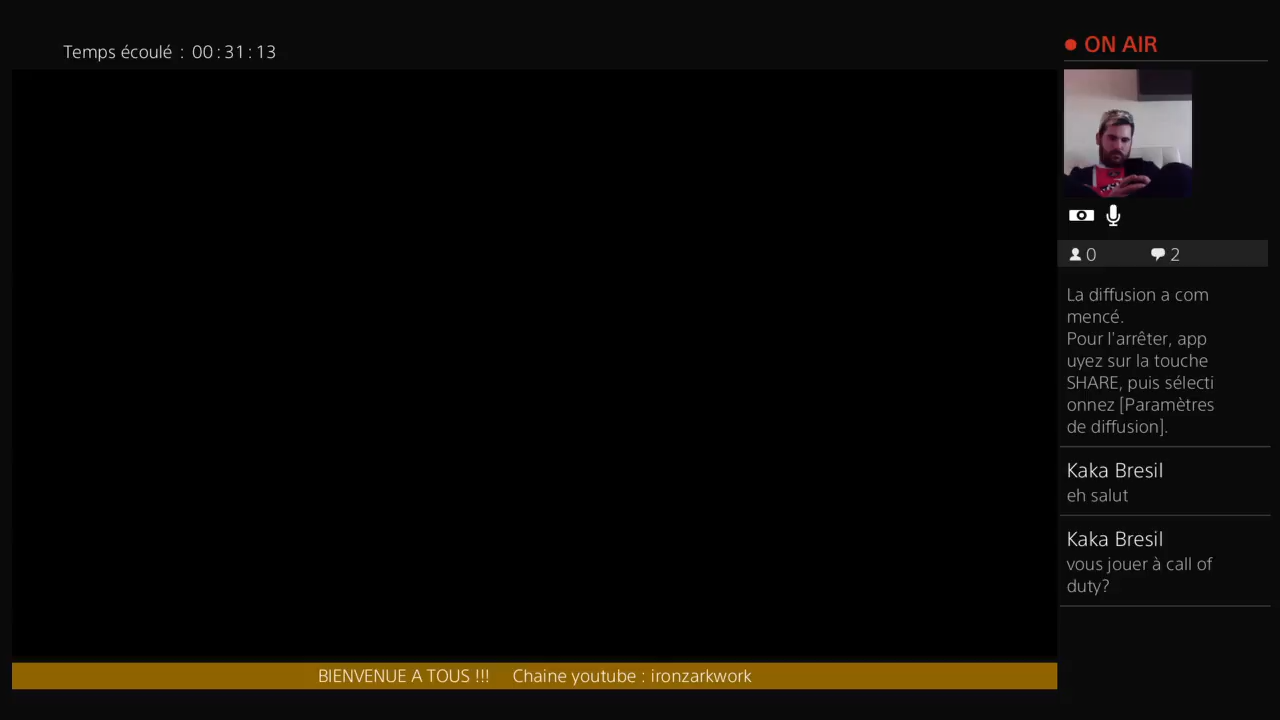 Temps écoulé : 00:31:13
ON AIR
0 2
La diffusion a com
mencé.
Pour l'arrêter, app
uyez sur la touche
SHARE, puis sélecti
onnez [Paramètres
de diffusion].
Kaka Bresil
eh salut
Kaka Bresil
vous jouer à call of
duty?
BIENVENUE A TOUS !!! Chaine youtube : ironzarkwork